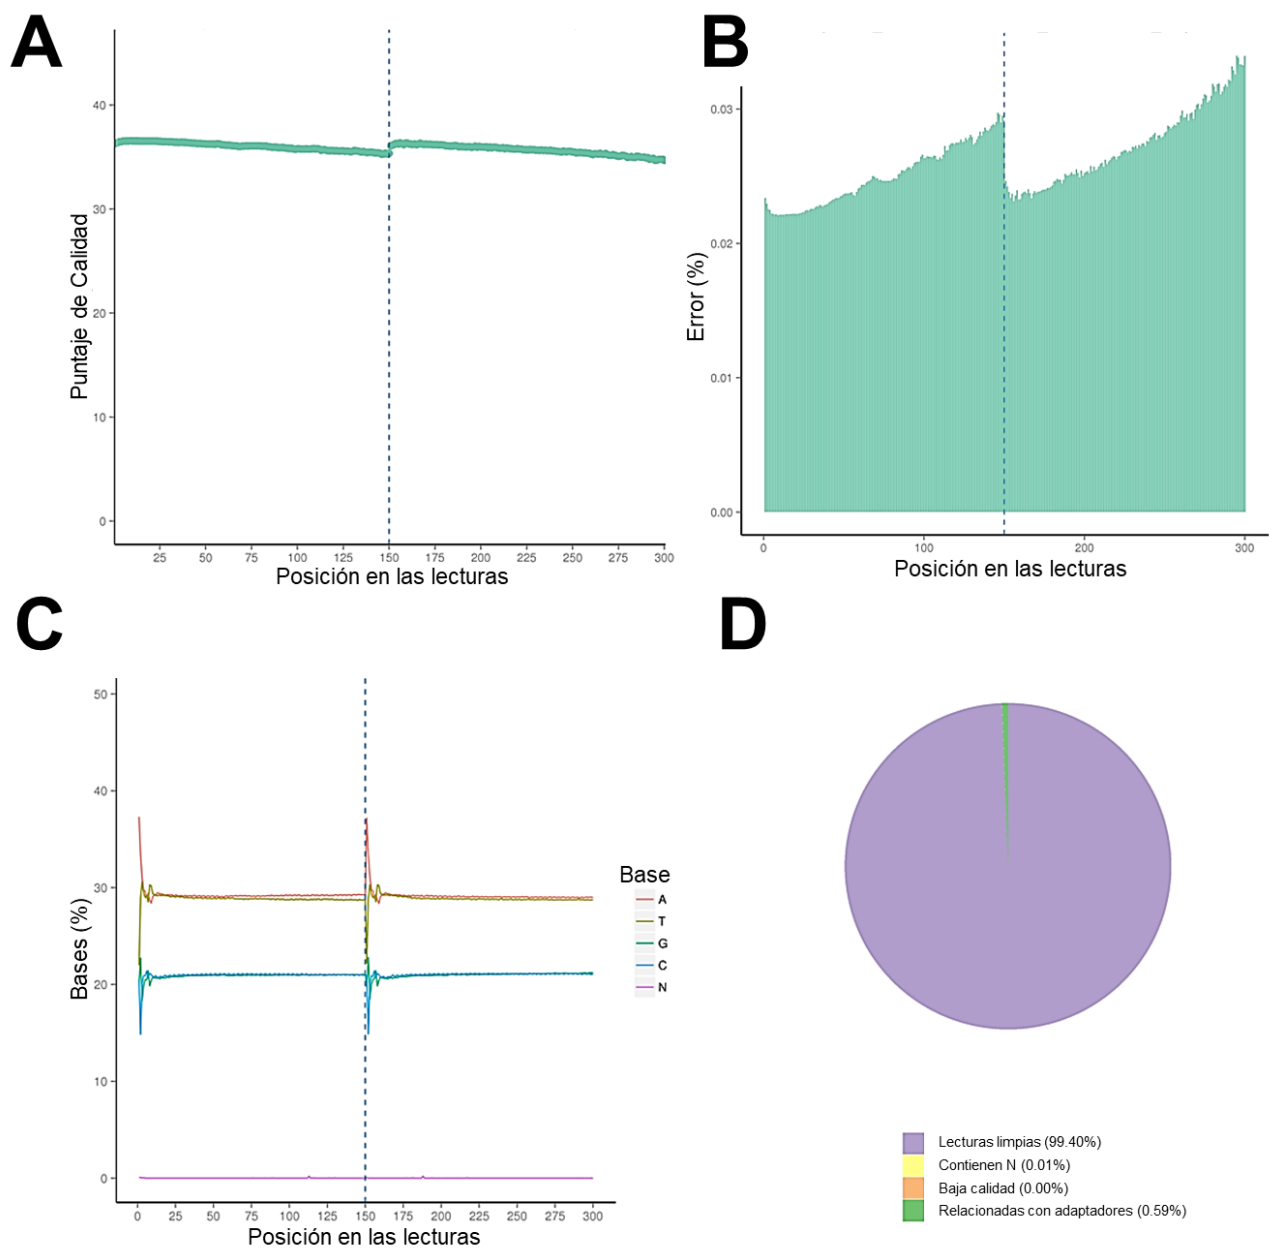 A
Puntaje de Calidad
40
30
20
10
0
25 50 75 100 125 150 175 200 225 250 275 300
Posición en las lecturas
B
Error (%)
0.03
0.02
0.01
0.00
0 100 200 300
Posición en las lecturas
C
Bases (%)
50
40
30
20
10
0
0 25 50 75 100 125 150 175 200 225 250 275 300
Posición en las lecturas
Base
A
T
G
C
N
D
Lecturas limpias (99.40%)
Contienen N (0.01%)
Baja calidad (0.00%)
Relacionadas con adaptadores (0.59%)